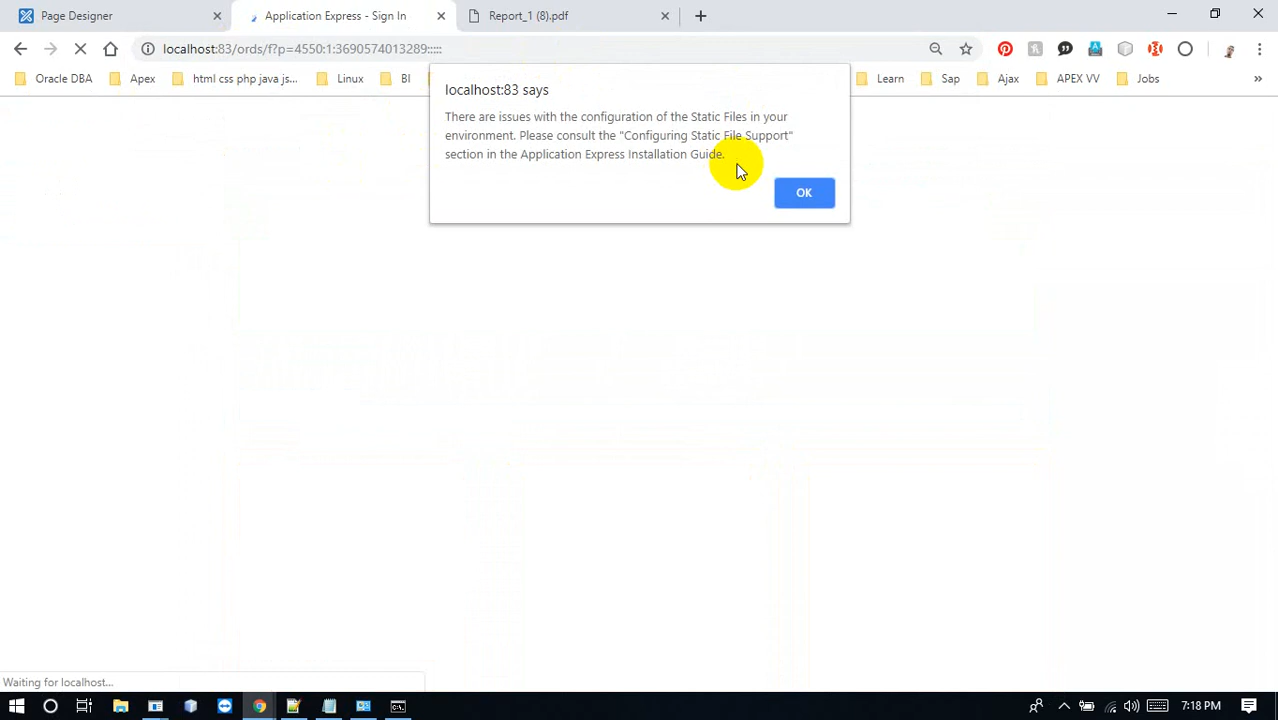 Page Designer
Application Express - Sign In
Report_1 (8).pdf
localhost:83/ords/f?p=4550:1:3690574013289:::::
Oracle DBA
Apex
html css php java js...
Linux
BI
Learn
Sap
Ajax
APEX VV
Jobs
»
localhost:83 says
There are issues with the configuration of the Static Files in your
environment. Please consult the "Configuring Static File Support"
section in the Application Express Installation Guide.
OK
Waiting for localhost...
7:18 PM